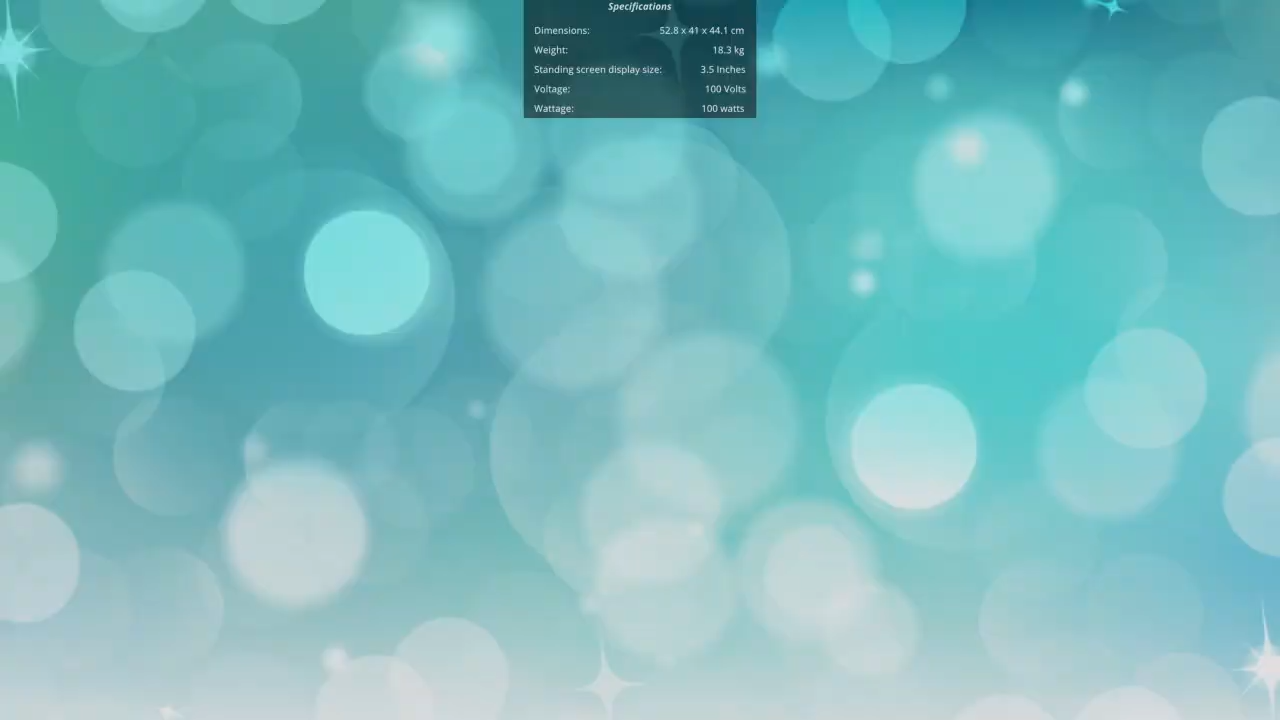 Specifications
Dimensions: 52.8 x 41 x 44.1 cm
Weight: 18.3 kg
Standing screen display size: 3.5 Inches
Voltage: 100 Volts
Wattage: 100 watts